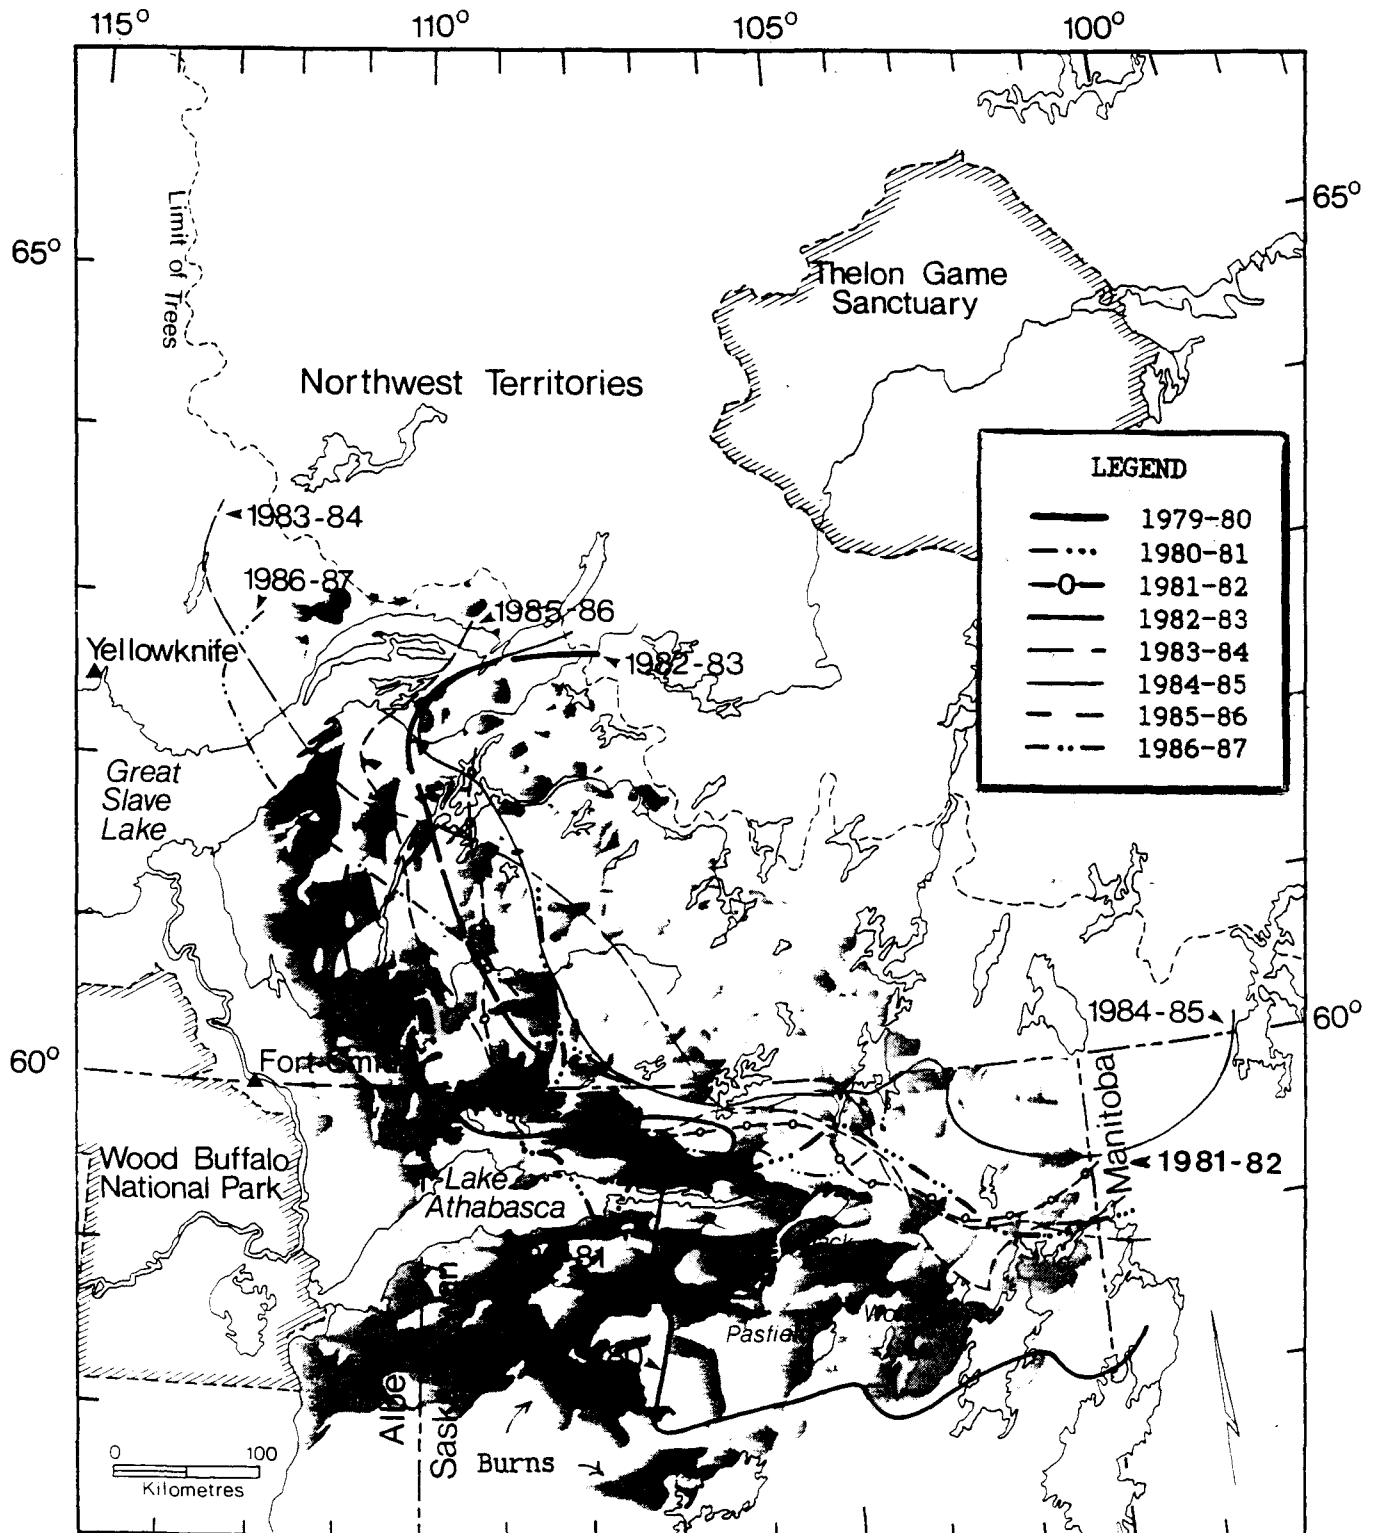 115° 110° 105° 100°
65°
65°
Limit of Trees
Thelon Game
Sanctuary
Northwest Territories
LEGEND
1979-80
1980-81
1981-82
1982-83
1983-84
1984-85
1985-86
1986-87
1983-84
1986-87
1985-86
1982-83
Yellowknife
Great
Slave
Lake
1984-85
60°
60°
Fort
Manitoba
1981-82
Wood Buffalo
National Park
Lake
Athabasca
81
Burns
0 100
Kilometres